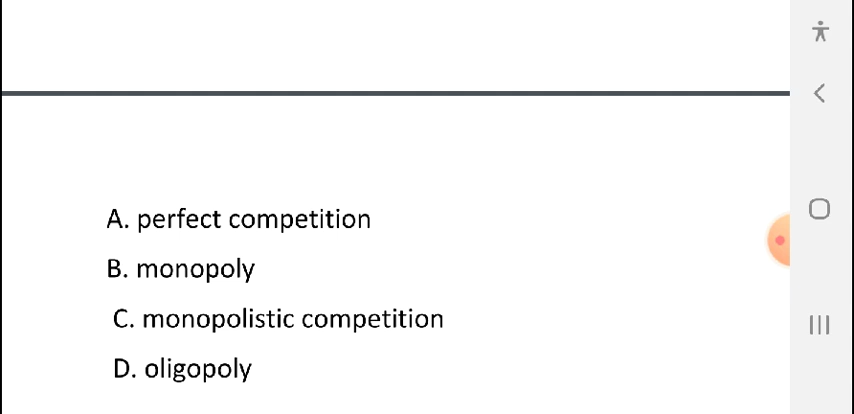 A. perfect competition
B. monopoly
C. monopolistic competition
D. oligopoly